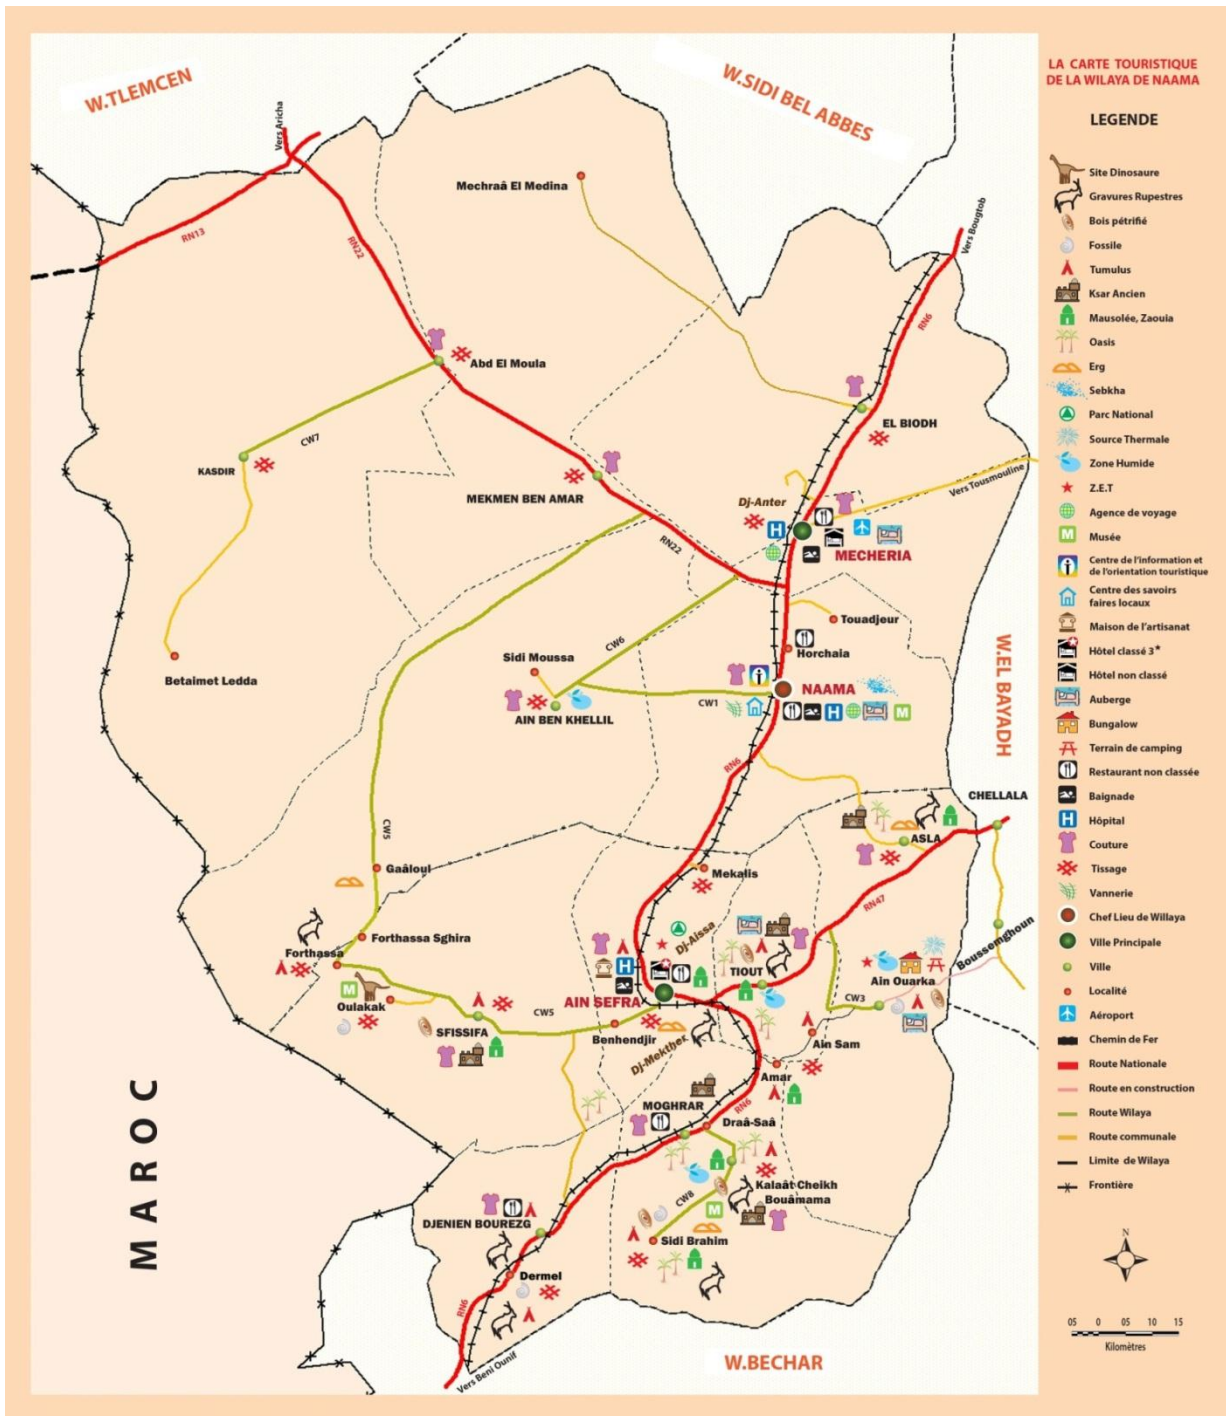 LA CARTE TOURISTIQUE
DE LA WILAYA DE NAAMA
LEGENDE
Site Dinosaure
Gravures Rupestres
Bois pétrifié
Fossile
Tumulus
Ksar Ancien
Mausolée, Zaouia
Oasis
Erg
Sebkha
Parc National
Source Thermale
Zone Humide
Z.E.T
Agence de voyage
M Musée
Centre de l'information et
de l'orientation touristique
Centre des savoirs
faires locaux
Maison de l'artisanat
Hôtel classé 3*
Hôtel non classé
Auberge
Bungalow
Terrain de camping
Restaurant non classée
Baignade
H Hôpital
Couture
Tissage
Vannerie
Chef Lieu de Willaya
Ville Principale
Ville
Localité
Aéroport
Chemin de Fer
Route Nationale
Route en construction
Route Wilaya
Route communale
Limite de Wilaya
Frontière
N
05 0 05 10 15
Kilomètres
W.TLEMCEN
W.SIDI BEL ABBES
Vers Aricha
Mechraâ El Medina
Vers Bougtob
RN13
RN22
RN6
Abd El Moula
EL BIODH
CW7
KASDIR
MEKMEN BEN AMAR
Vers Tousmouline
Dj-Anter
H
MECHERIA
RN22
Touadjeur
CW6
Horchaia
Betaimet Ledda
Sidi Moussa
W.EL BAYADH
NAAMA
AIN BEN KHELLIL
CW1
H
M
RN6
CHELLALA
CW5
ASLA
Gaâloul
Mekalis
RN47
Forthassa Sghira
Dj-Aissa
Forthassa
Boussemghoun
H
TIOUT
Ain Ouarka
M
Oulakak
AIN SEFRA
CW3
SFISSIFA
CW5
Benhendjir
Ain Sam
Dj-Mekther
Amar
MOGHRAR
RN6
Draâ-Saâ
MAROC
Kalaât Cheikh
Bouâmama
CW8
M
DJENIEN BOUREZG
Sidi Brahim
Dermel
RN6
Vers Beni Ounif
W.BECHAR